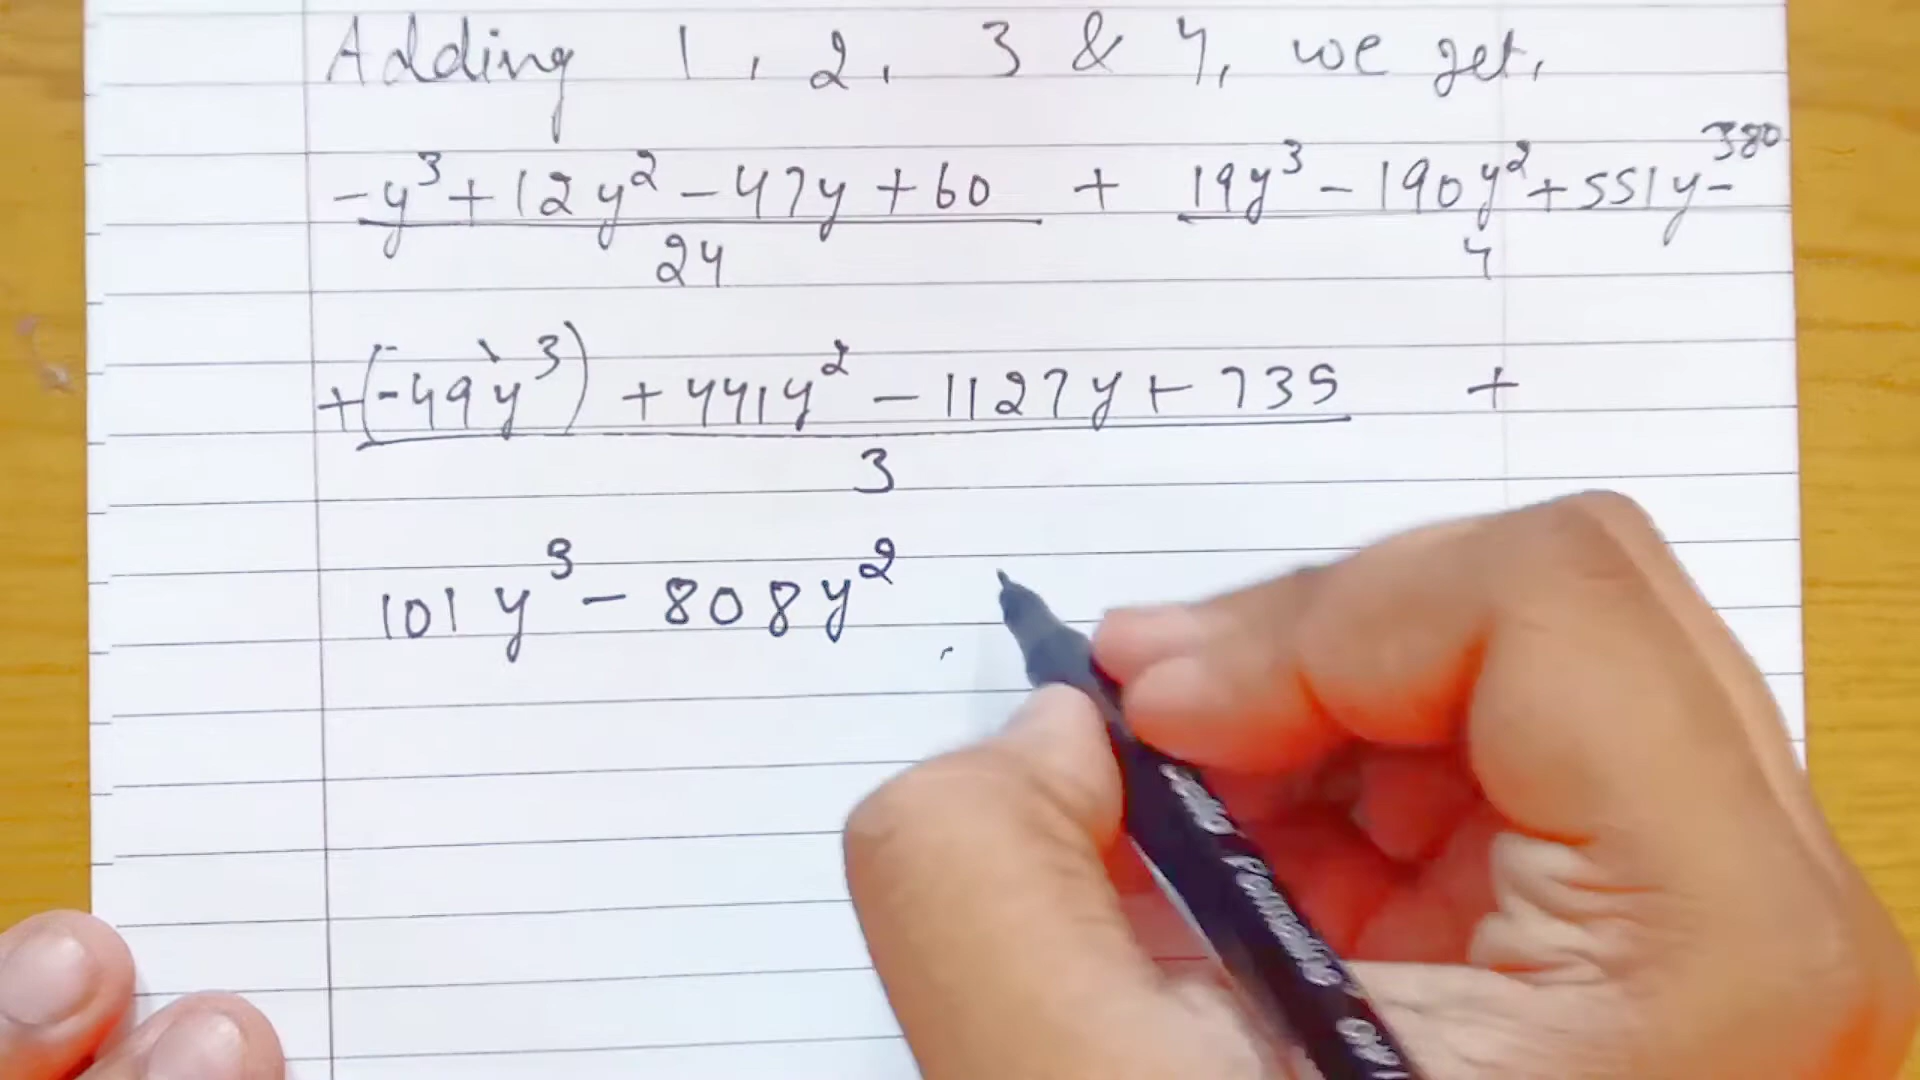 Adding 1, 2, 3 & 4, we get,
-y³ + 12y² - 47y + 60 + 19y³ - 190y² + 551y - 380
24 4
+(-49y³) + 441y² - 1127y + 735 +
3
101y³ - 808y²